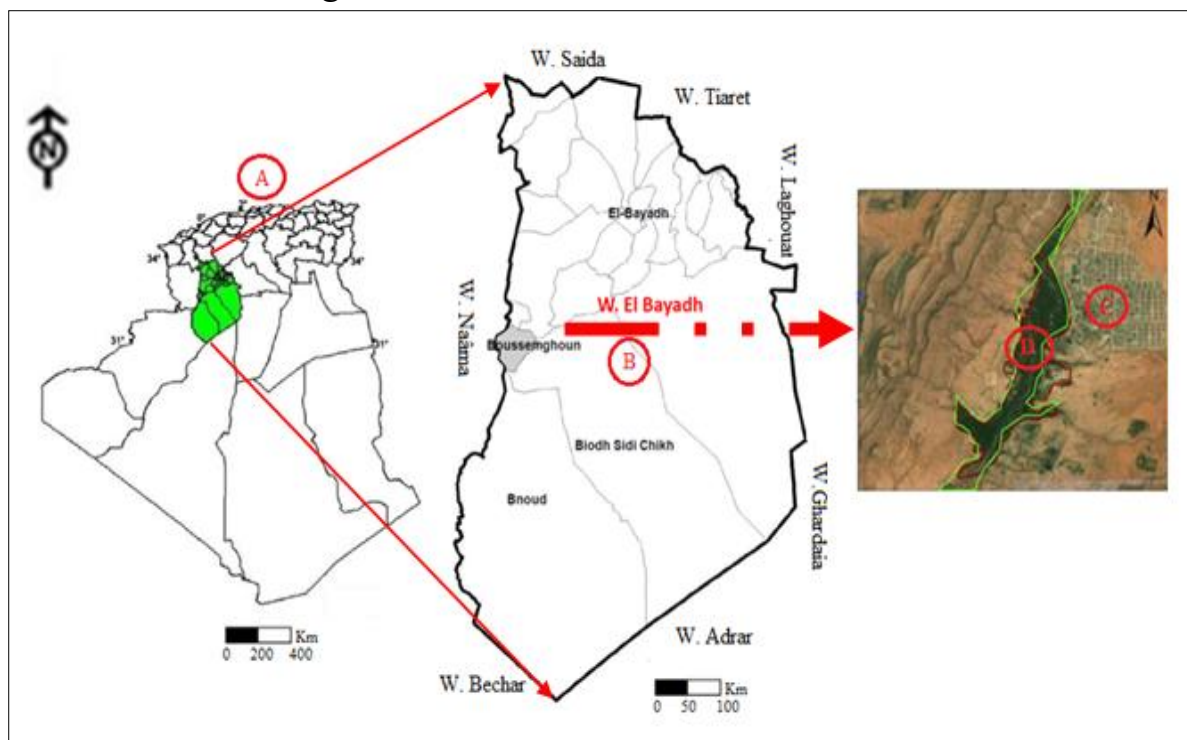 W. Saida
W. Tiaret
N
A
W. Laghouat
El-Bayadh
N
34°
34°
W. El Bayadh
C
W. Naâma
Boussemghoun
D
31°
31°
B
Biodh Sidi Chikh
Bnoud
W. Ghardaia
Km
0 200 400
W. Adrar
W. Bechar
Km
0 50 100